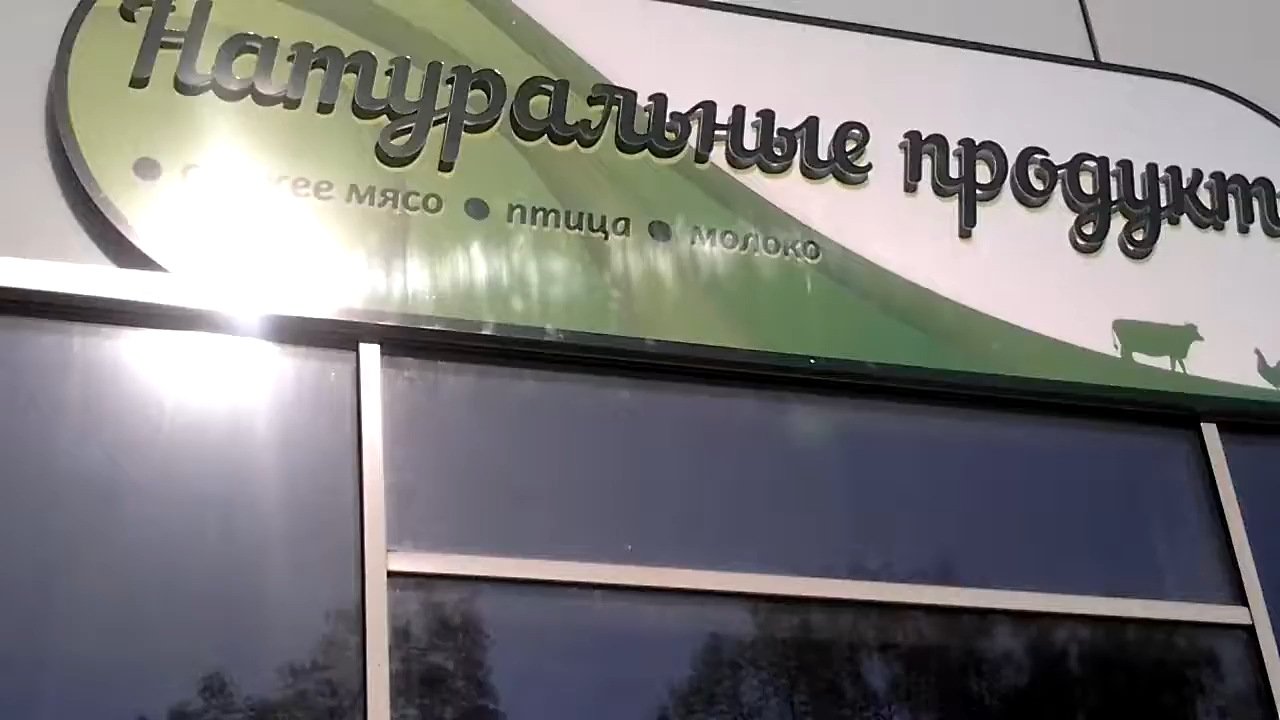 Натуральные продукт
• мясо • птица • молоко